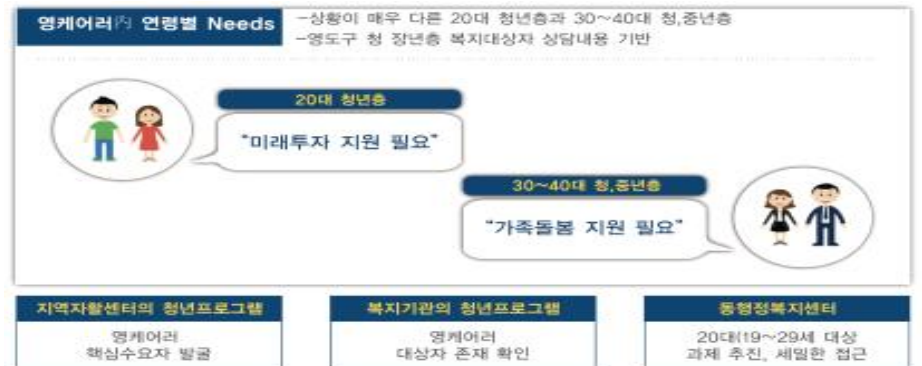 영케어러内 연령별 Needs
-상황이 매우 다른 20대 청년층과 30~40대 청,중년층
-영도구 청 장년층 복지대상자 상담내용 기반
20대 청년층
"미래투자 지원 필요"
30~40대 청,중년층
"가족돌봄 지원 필요"
지역자활센터의 청년프로그램
영케어러
핵심수요자 발굴
복지기관의 청년프로그램
영케어러
대상자 존재 확인
동행정복지센터
20대(19~29세 대상
과제 추진, 세밀한 접근